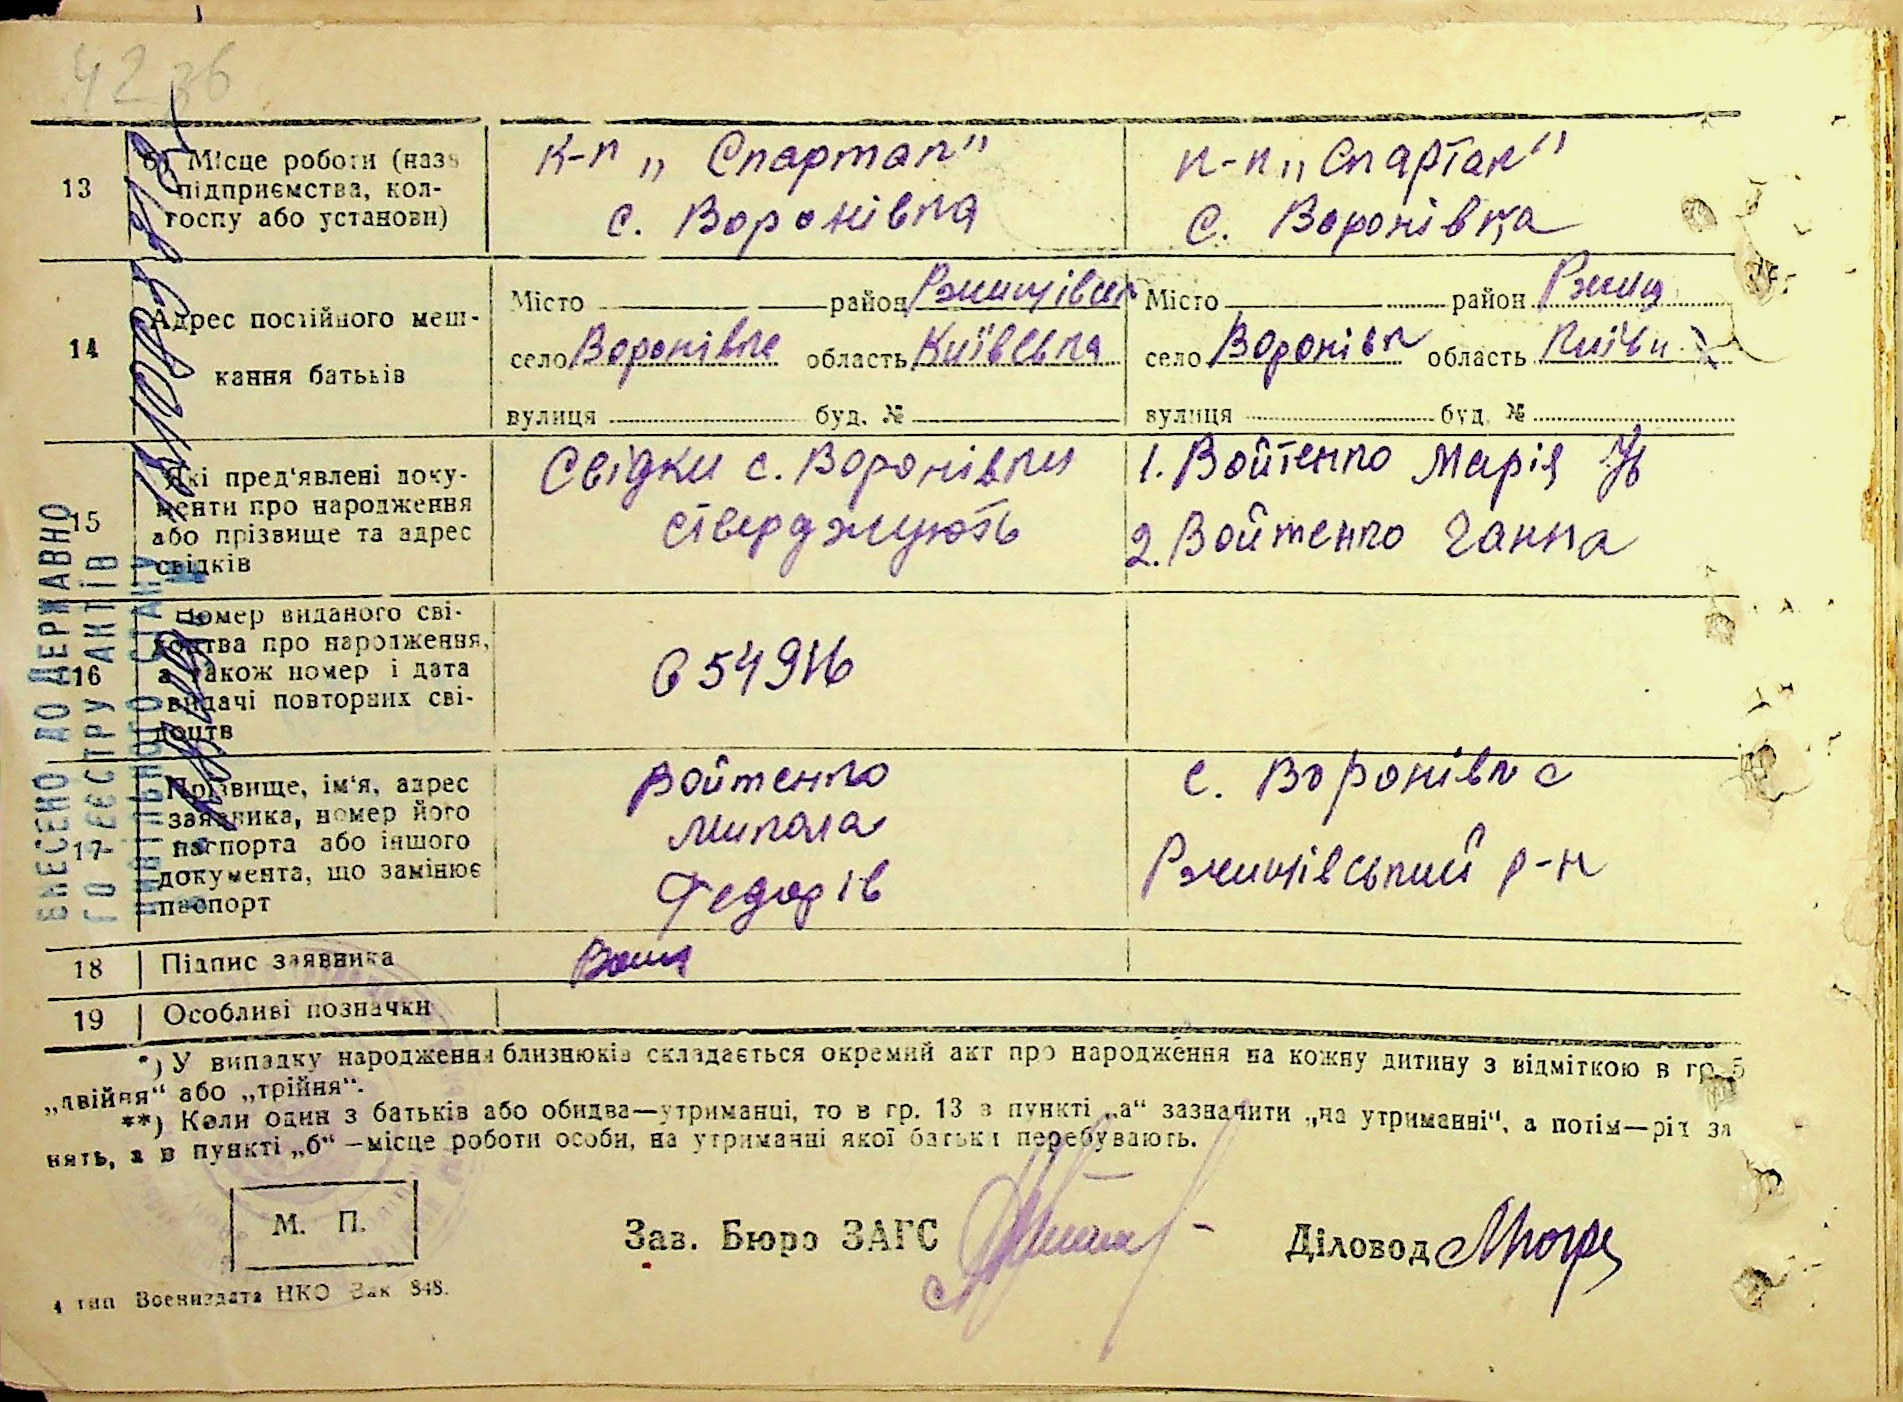 42 зв
13
б) Місце роботи (назв
підприємства, кол-
госпу або установи)
к-п „ Спартак"
с. Воронівка
к-п „ Спартак"
с. Воронівка
14
Адрес постійного меш-
кання батьків
Місто район Ржищівськ
село Воронівка область Київська
вулиця буд. №
Місто район Ржищ
село Воронівк область Київ
вулиця буд. №
15
Які пред'явлені доку-
менти про народження
або прізвище та адрес
свідків
Свідки с. Воронівки
стверджують
1. Войтенко Марія
2. Войтенко Ганна
16
Номер виданого сві-
доцтва про народження,
а також номер і дата
видачі повторних сві-
доцтв
17
Прізвище, ім'я, адрес
заявника, номер його
паспорта або іншого
документа, що замінює
паспорт
Войтенко
Микола
Федорів
с. Воронівка
Ржищівський р-н
18
Підпис заявника
19
Особливі позначки
ВНЕСЕНО ДО ДЕРЖАВНО
ГО РЕЄСТРУ АКТІВ
*) У випадку народження близнюків складається окремий акт про народження на кожну дитину з відміткою в гр. 5
„двійня“ або „трійня“.
**) Коли один з батьків або обидва—утриманці, то в гр. 13 в пункті „а“ зазначити „на утриманні“, а потім—рід за
нять, а в пункті „б“ —місце роботи особи, на утриманні якої батьки перебувають.
М. П.
Зав. Бюро ЗАГС
Діловод
4 тип Воениздата НКО Зак 848.